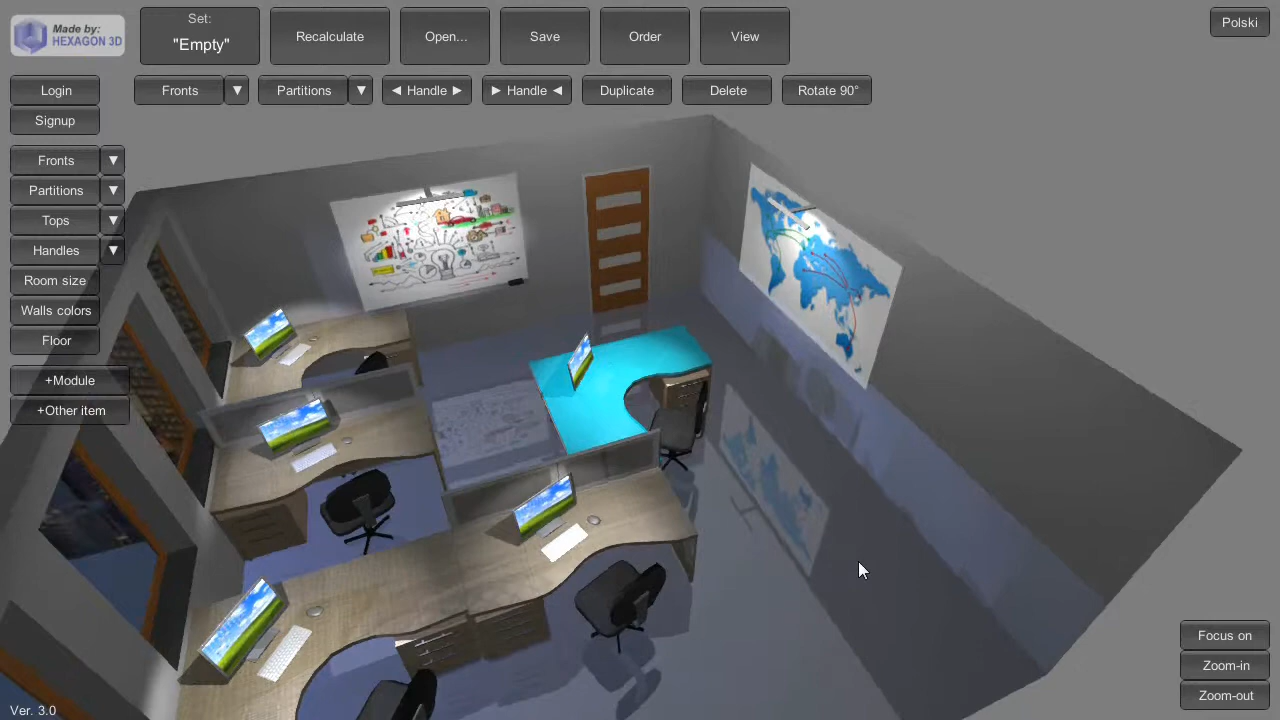 Made by:
HEXAGON 3D
Set:
"Empty"
Recalculate
Open...
Save
Order
View
Polski
Login
Signup
Fronts ▼
Partitions ▼
◄ Handle ►
► Handle ◄
Duplicate
Delete
Rotate 90°
Fronts ▼
Partitions ▼
Tops ▼
Handles ▼
Room size
Walls colors
Floor
+Module
+Other item
Focus on
Zoom-in
Zoom-out
Ver. 3.0